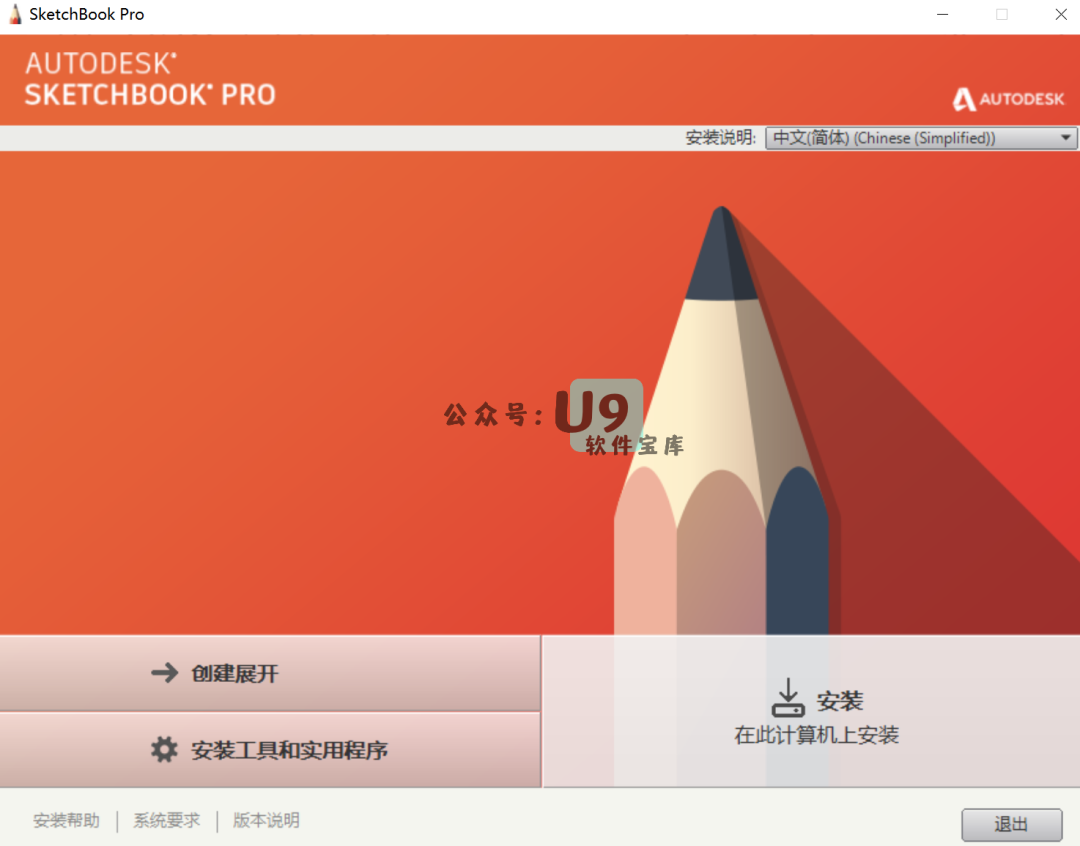 SketchBook Pro
AUTODESK®
SKETCHBOOK® PRO
AUTODESK
安装说明: 中文(简体) (Chinese (Simplified))
公众号: U9
软件宝库
创建展开
安装工具和实用程序
安装
在此计算机上安装
安装帮助 | 系统要求 | 版本说明
退出